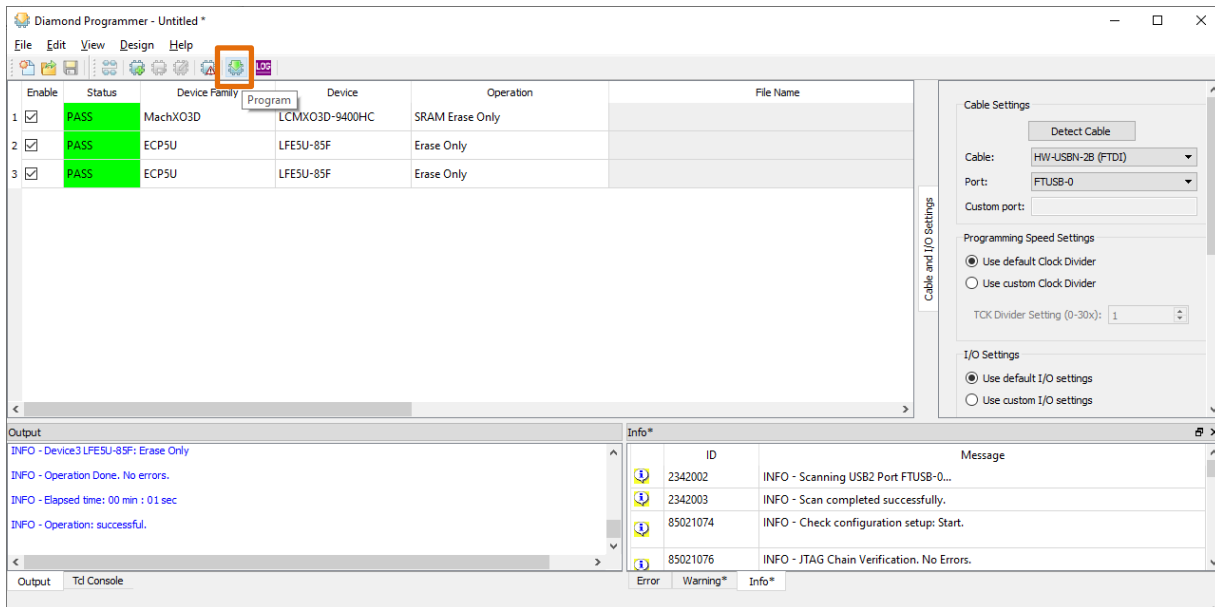 Diamond Programmer - Untitled *
File Edit View Design Help
LOG
Enable Status Device Family Device Operation File Name
Program
1 PASS MachXO3D LCMXO3D-9400HC SRAM Erase Only
2 PASS ECP5U LFE5U-85F Erase Only
3 PASS ECP5U LFE5U-85F Erase Only
Cable and I/O Settings
Cable Settings
Detect Cable
Cable: HW-USBN-2B (FTDI)
Port: FTUSB-0
Custom port:
Programming Speed Settings
Use default Clock Divider
Use custom Clock Divider
TCK Divider Setting (0-30x): 1
I/O Settings
Use default I/O settings
Use custom I/O settings
Output
INFO - Device3 LFE5U-85F: Erase Only
INFO - Operation Done. No errors.
INFO - Elapsed time: 00 min : 01 sec
INFO - Operation: successful.
Output Tcl Console
Info*
ID Message
2342002 INFO - Scanning USB2 Port FTUSB-0...
2342003 INFO - Scan completed successfully.
85021074 INFO - Check configuration setup: Start.
85021076 INFO - JTAG Chain Verification. No Errors.
Error Warning* Info*